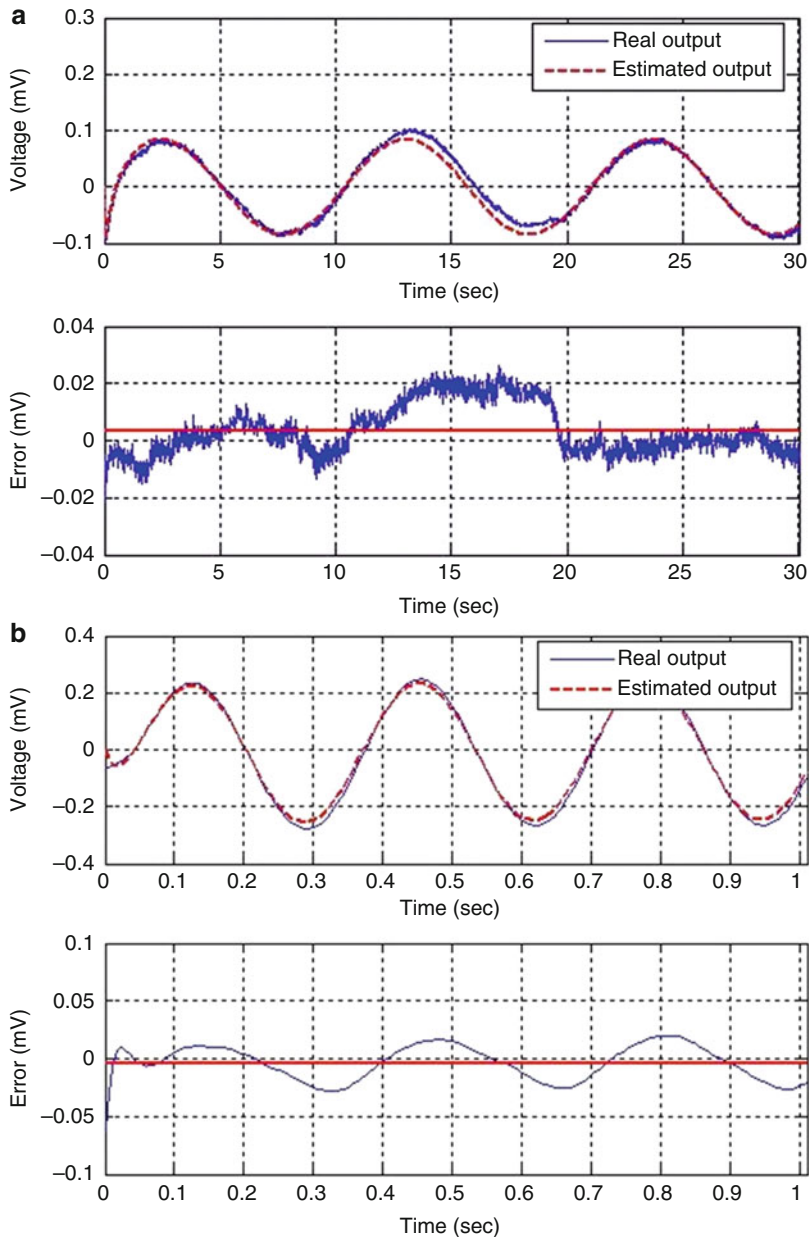 a
0.3
0.2
0.1
0
–0.1
Voltage (mV)
Real output
Estimated output
0 5 10 15 20 25 30
Time (sec)
0.04
0.02
0
–0.02
–0.04
Error (mV)
0 5 10 15 20 25 30
Time (sec)
b
0.4
0.2
0
–0.2
–0.4
Voltage (mV)
Real output
Estimated output
0 0.1 0.2 0.3 0.4 0.5 0.6 0.7 0.8 0.9 1
Time (sec)
0.1
0.05
0
–0.05
–0.1
Error (mV)
0 0.1 0.2 0.3 0.4 0.5 0.6 0.7 0.8 0.9 1
Time (sec)